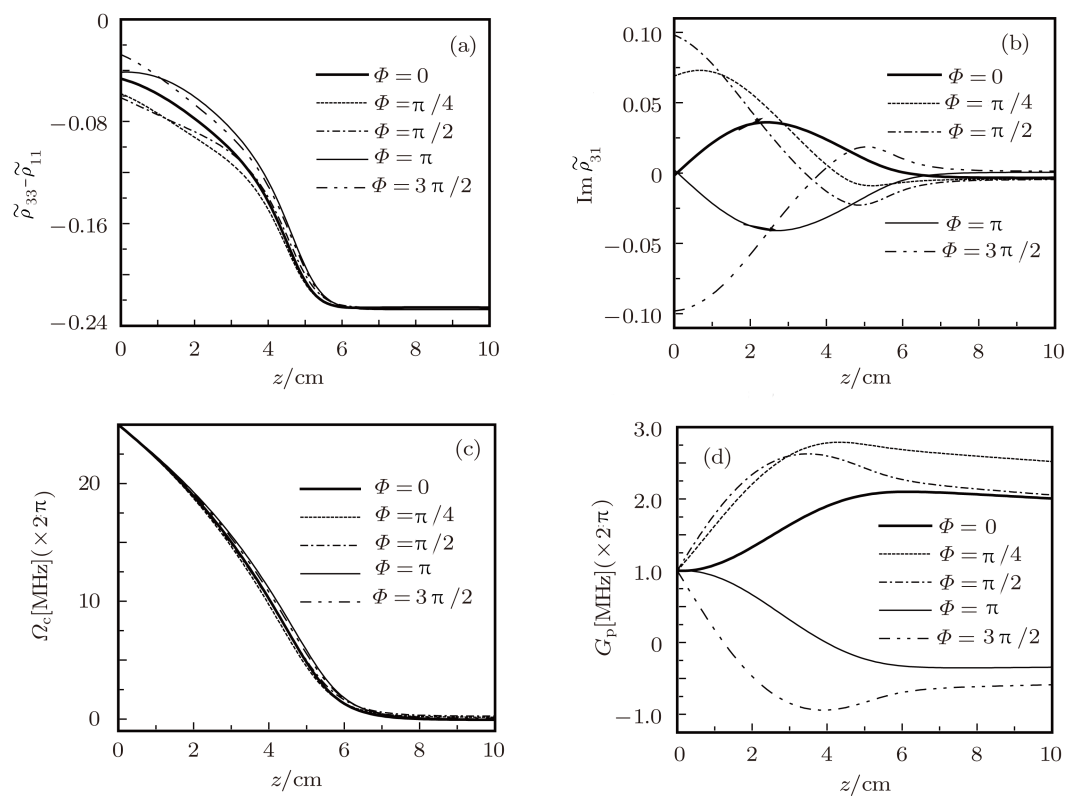 (a)
0
−0.08
−0.16
−0.24
ρ̃33-ρ̃11
Φ = 0
Φ = π/4
Φ = π/2
Φ = π
Φ = 3π/2
0 2 4 6 8 10
z/cm
(b)
0.10
0.05
0
−0.05
−0.10
Im ρ̃31
Φ = 0
Φ = π/4
Φ = π/2
Φ = π
Φ = 3π/2
0 2 4 6 8 10
z/cm
(c)
20
10
0
Ωc[MHz](×2π)
Φ = 0
Φ = π/4
Φ = π/2
Φ = π
Φ = 3π/2
0 2 4 6 8 10
z/cm
(d)
3.0
2.0
1.0
0
−1.0
Gp[MHz](×2π)
Φ = 0
Φ = π/4
Φ = π/2
Φ = π
Φ = 3π/2
0 2 4 6 8 10
z/cm